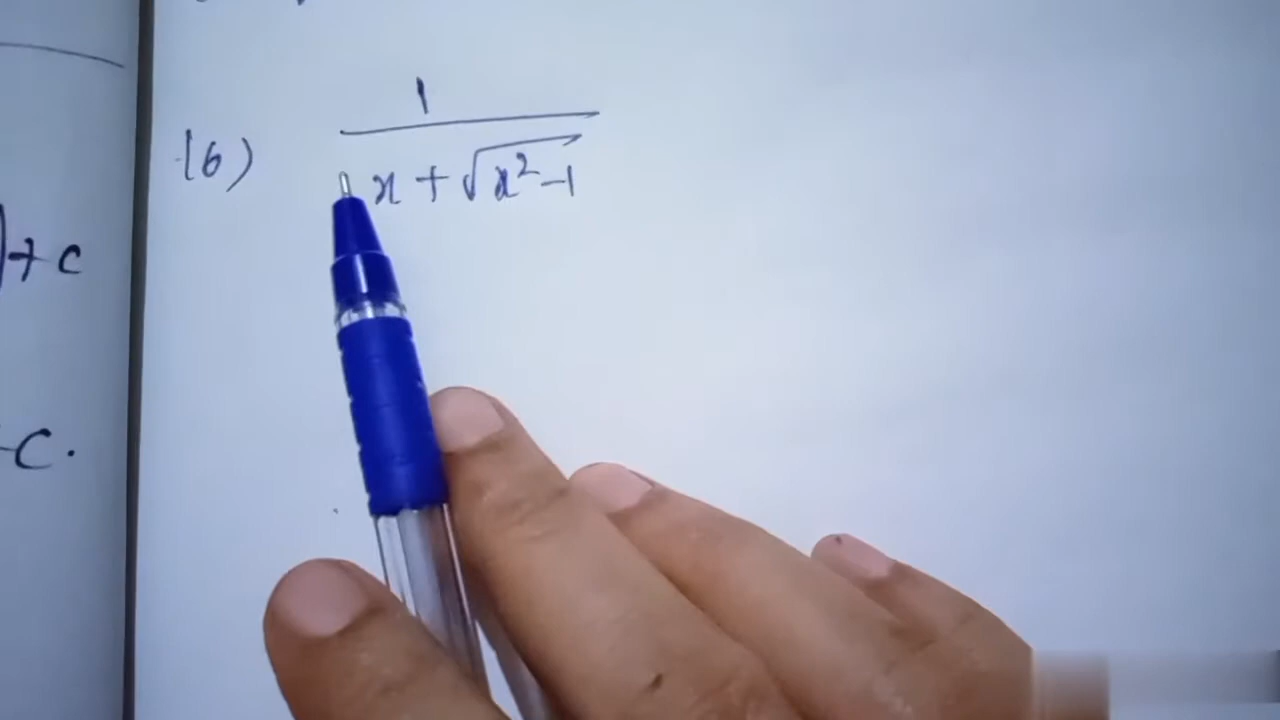 ) + c
- C.
(6) 1 / x + √x² - 1